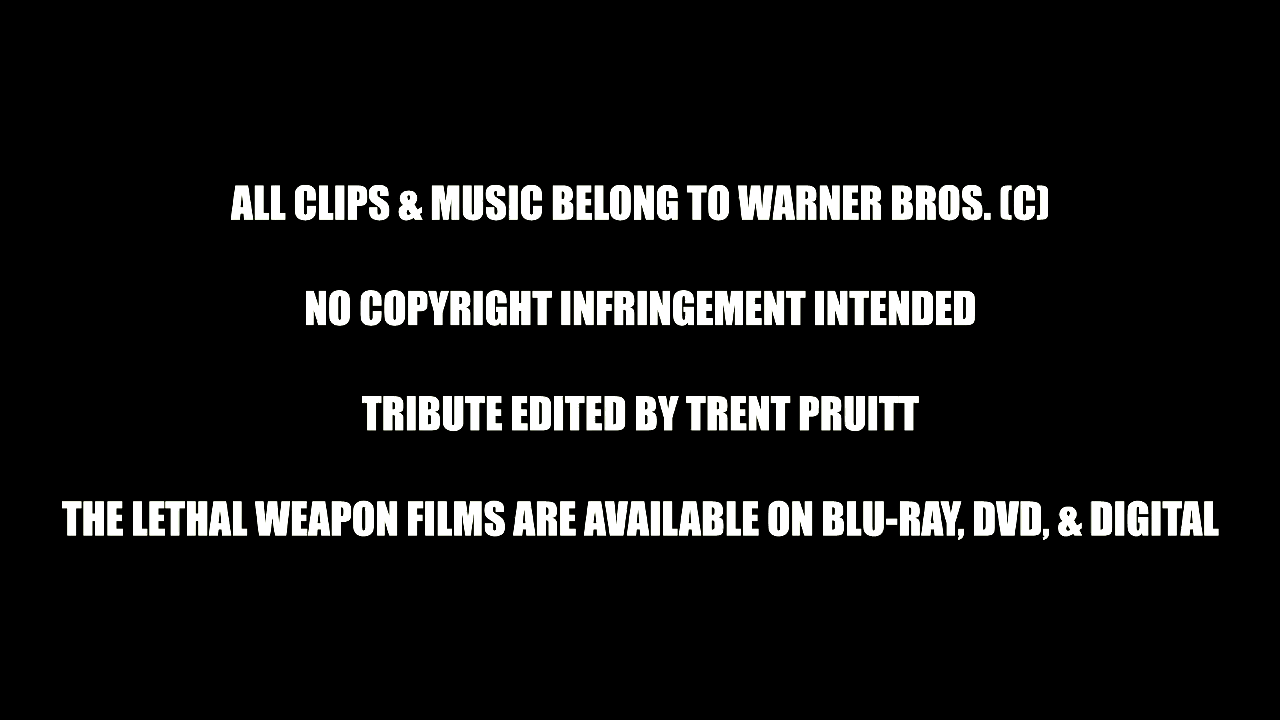 ALL CLIPS & MUSIC BELONG TO WARNER BROS. (C)
NO COPYRIGHT INFRINGEMENT INTENDED
TRIBUTE EDITED BY TRENT PRUITT
THE LETHAL WEAPON FILMS ARE AVAILABLE ON BLU-RAY, DVD, & DIGITAL